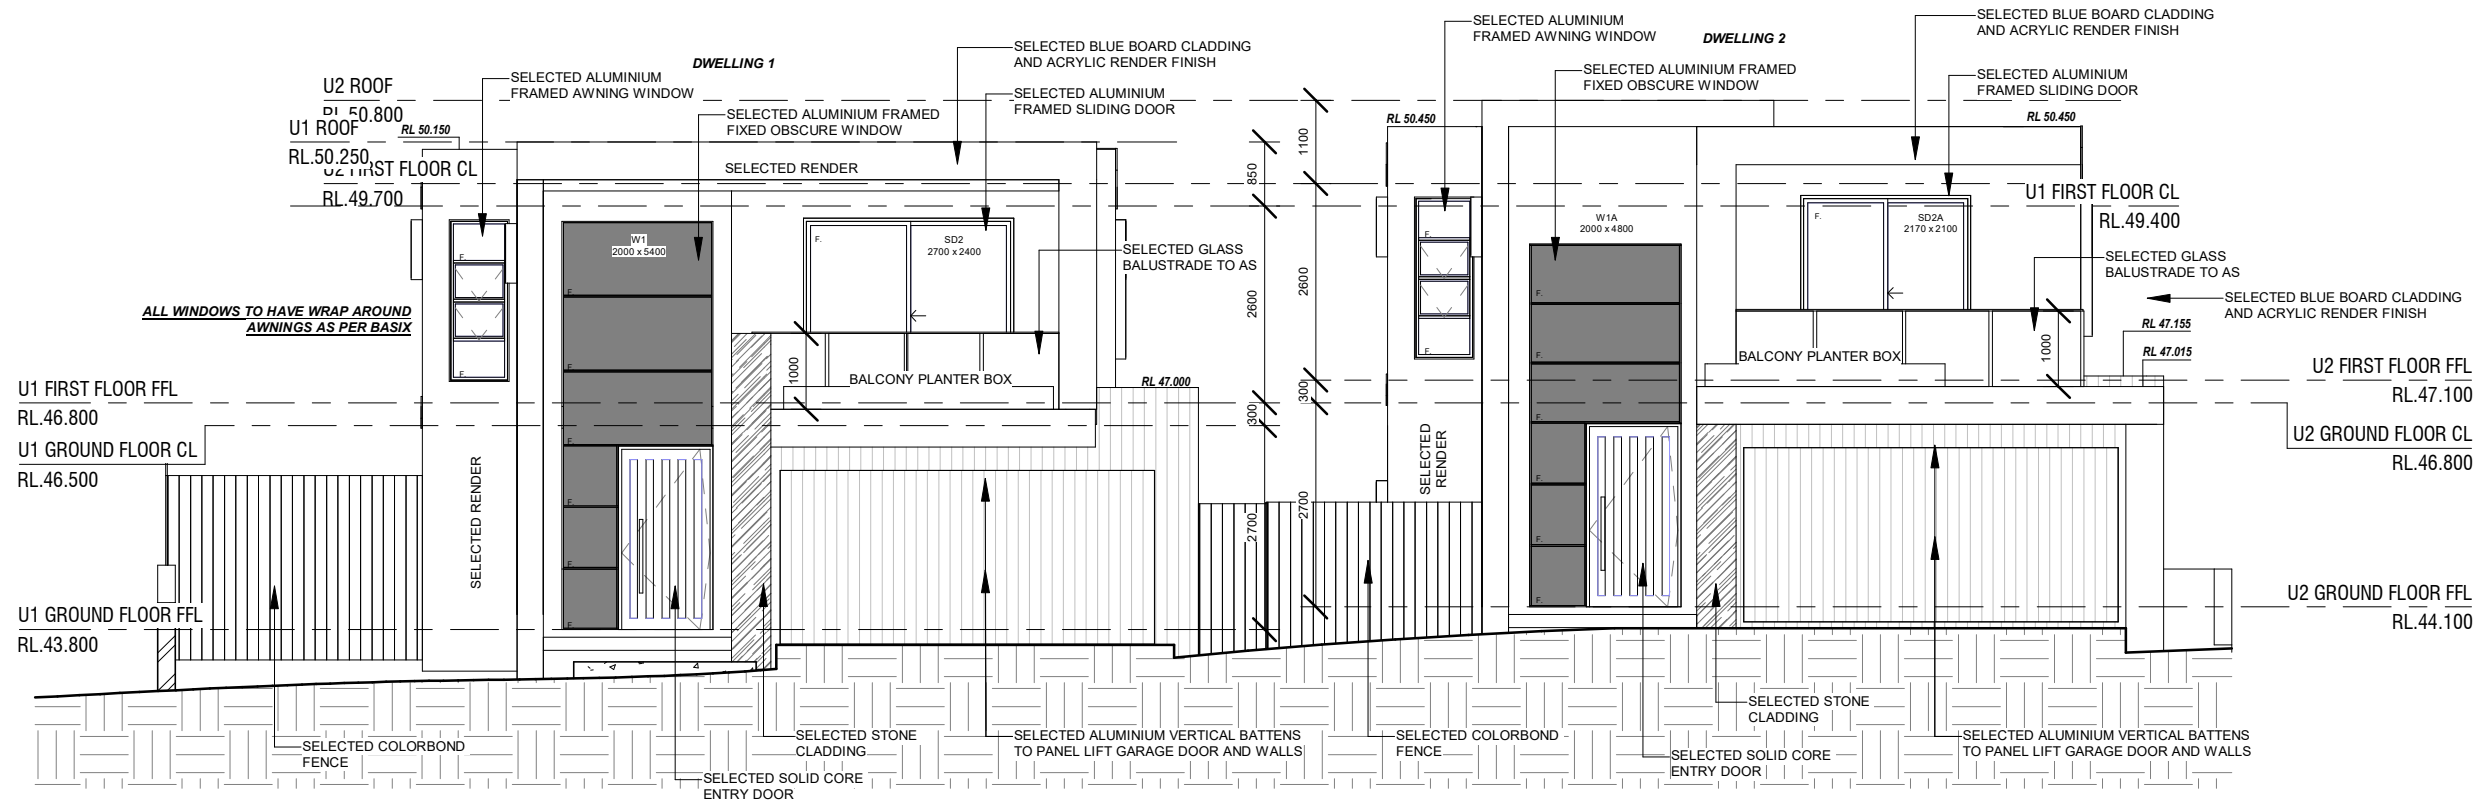 SELECTED ALUMINIUM
FRAMED AWNING WINDOW
DWELLING 2
SELECTED BLUE BOARD CLADDING
AND ACRYLIC RENDER FINISH
DWELLING 1
SELECTED BLUE BOARD CLADDING
AND ACRYLIC RENDER FINISH
SELECTED ALUMINIUM FRAMED
FIXED OBSCURE WINDOW
SELECTED ALUMINIUM
FRAMED SLIDING DOOR
U2 ROOF
RL.50.800
SELECTED ALUMINIUM
FRAMED AWNING WINDOW
SELECTED ALUMINIUM
FRAMED SLIDING DOOR
SELECTED ALUMINIUM FRAMED
FIXED OBSCURE WINDOW
U1 ROOF
RL.50.250
RL 50.150
RL 50.450
RL 50.450
U2 FIRST FLOOR CL
RL.49.700
SELECTED RENDER
850
1100
U1 FIRST FLOOR CL
RL.49.400
W1
2000 x 5400
F.
SD2
2700 x 2400
W1A
2000 x 4800
F.
SD2A
2170 x 2100
SELECTED GLASS
BALUSTRADE TO AS
SELECTED GLASS
BALUSTRADE TO AS
F.
F.
F.
F.
2600
2600
ALL WINDOWS TO HAVE WRAP AROUND
AWNINGS AS PER BASIX
SELECTED BLUE BOARD CLADDING
AND ACRYLIC RENDER FINISH
RL 47.155
RL 47.015
1000
BALCONY PLANTER BOX
1000
BALCONY PLANTER BOX
RL 47.000
F.
F.
F.
F.
U1 FIRST FLOOR FFL
RL.46.800
300
300
U2 FIRST FLOOR FFL
RL.47.100
U1 GROUND FLOOR CL
RL.46.500
U2 GROUND FLOOR CL
RL.46.800
F.
F.
F.
F.
SELECTED RENDER
SELECTED
RENDER
2700
2700
F.
F.
F.
F.
U1 GROUND FLOOR FFL
RL.43.800
U2 GROUND FLOOR FFL
RL.44.100
F.
F.
SELECTED COLORBOND
FENCE
SELECTED STONE
CLADDING
SELECTED ALUMINIUM VERTICAL BATTENS
TO PANEL LIFT GARAGE DOOR AND WALLS
SELECTED COLORBOND
FENCE
SELECTED STONE
CLADDING
SELECTED ALUMINIUM VERTICAL BATTENS
TO PANEL LIFT GARAGE DOOR AND WALLS
SELECTED SOLID CORE
ENTRY DOOR
SELECTED SOLID CORE
ENTRY DOOR